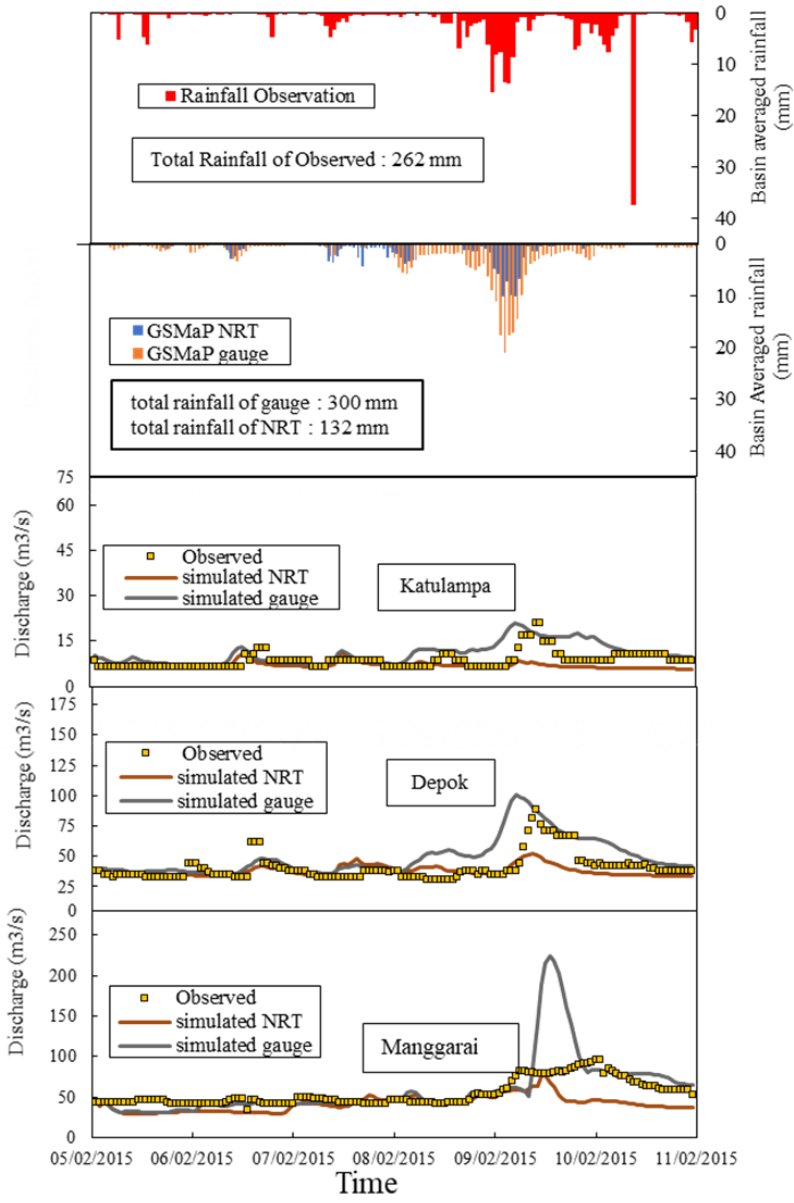 0
10
20
30
40
Basin averaged rainfall
(mm)
Rainfall Observation
Total Rainfall of Observed : 262 mm
0
10
20
30
40
Basin Averaged rainfall
(mm)
GSMaP NRT
GSMaP gauge
total rainfall of gauge : 300 mm
total rainfall of NRT : 132 mm
Discharge (m3/s)
75
60
45
30
15
0
Observed
simulated NRT
simulated gauge
Katulampa
Discharge (m3/s)
175
150
125
100
75
50
25
0
Observed
simulated NRT
simulated gauge
Depok
Discharge (m3/s)
250
200
150
100
50
0
Observed
simulated NRT
simulated gauge
Manggarai
05/02/2015 06/02/2015 07/02/2015 08/02/2015 09/02/2015 10/02/2015 11/02/2015
Time